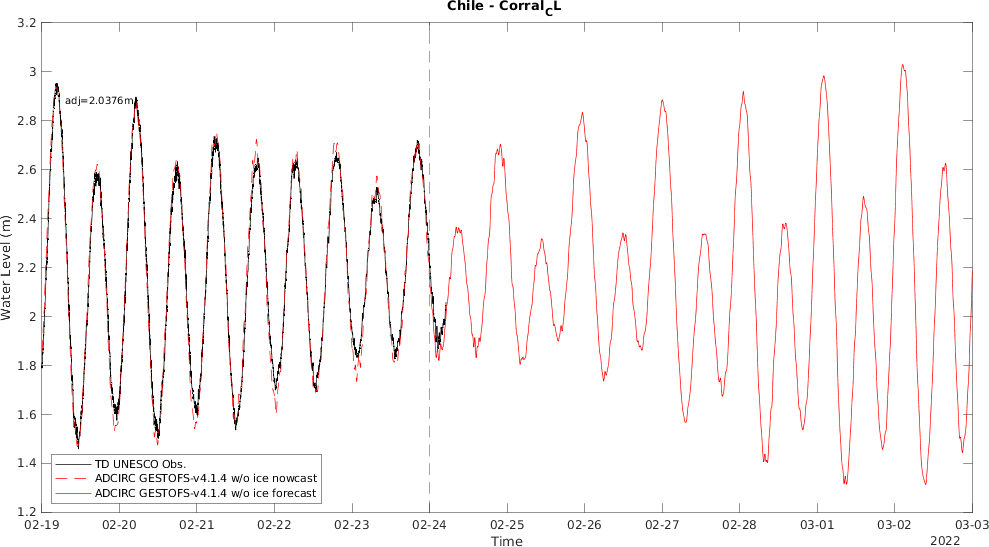 Chile - Corral_CL
3.2
3
2.8
2.6
2.4
2.2
2
1.8
1.6
1.4
1.2
Water Level (m)
adj=2.0376m
TD UNESCO Obs.
ADCIRC GESTOFS-v4.1.4 w/o ice nowcast
ADCIRC GESTOFS-v4.1.4 w/o ice forecast
02-19 02-20 02-21 02-22 02-23 02-24 02-25 02-26 02-27 02-28 03-01 03-02 03-03
Time
2022